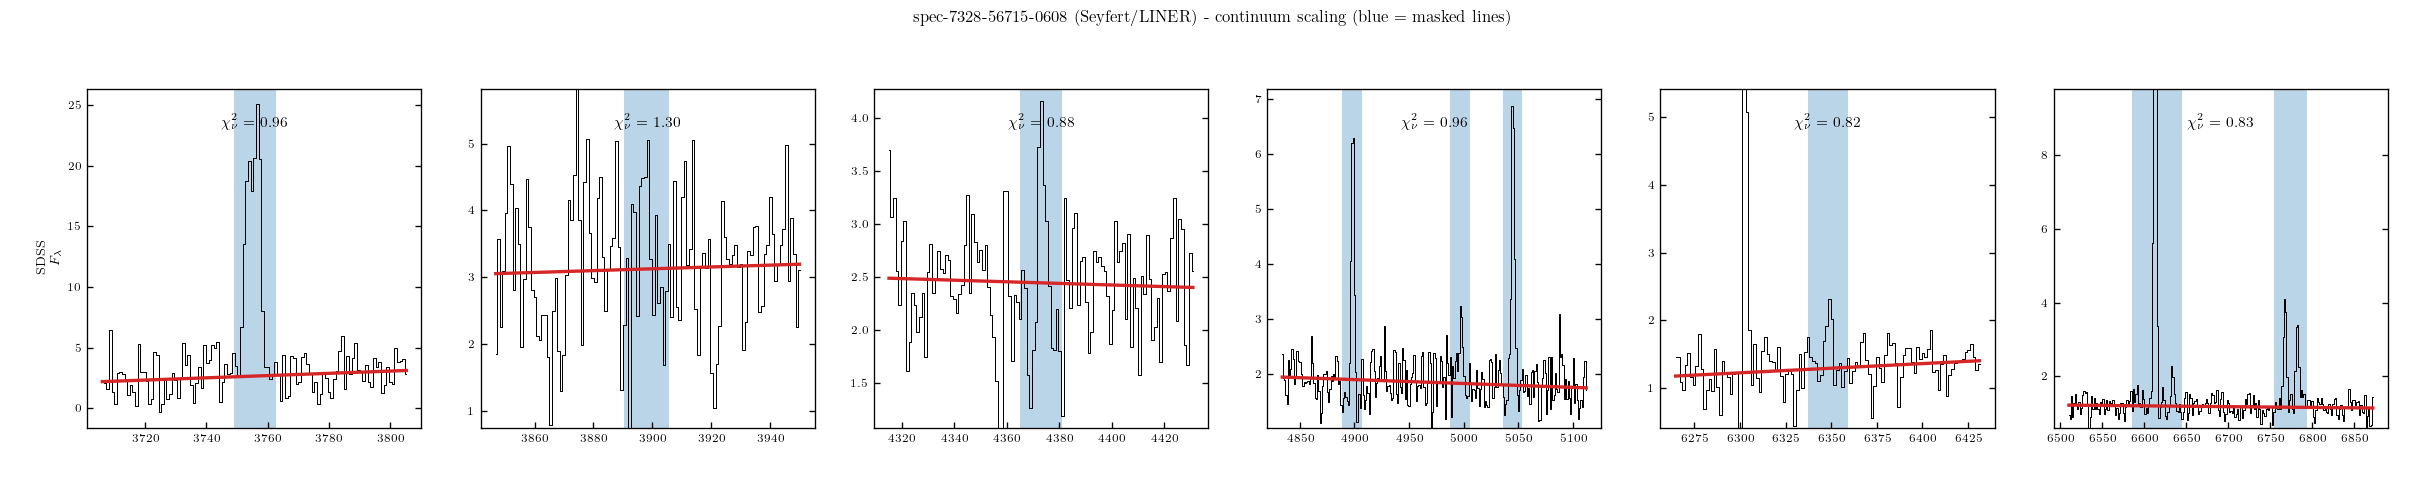 spec-7328-56715-0608 (Seyfert/LINER) - continuum scaling (blue = masked lines)
SDSS
F_λ
25
20
15
10
5
0
3720 3740 3760 3780 3800
χ²_ν = 0.96
5
4
3
2
1
3860 3880 3900 3920 3940
χ²_ν = 1.30
4.0
3.5
3.0
2.5
2.0
1.5
4320 4340 4360 4380 4400 4420
χ²_ν = 0.88
7
6
5
4
3
2
4850 4900 4950 5000 5050 5100
χ²_ν = 0.96
5
4
3
2
1
6275 6300 6325 6350 6375 6400 6425
χ²_ν = 0.82
8
6
4
2
6500 6550 6600 6650 6700 6750 6800 6850
χ²_ν = 0.83